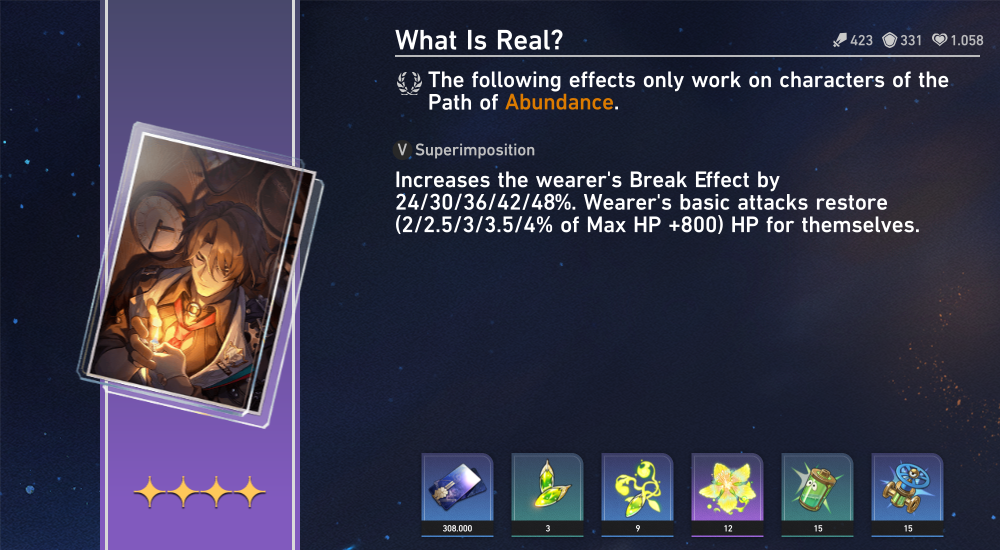 What Is Real?
423 331 1.058
The following effects only work on characters of the
Path of Abundance.
V Superimposition
Increases the wearer's Break Effect by
24/30/36/42/48%. Wearer's basic attacks restore
(2/2.5/3/3.5/4% of Max HP +800) HP for themselves.
308.000 3 9 12 15 15